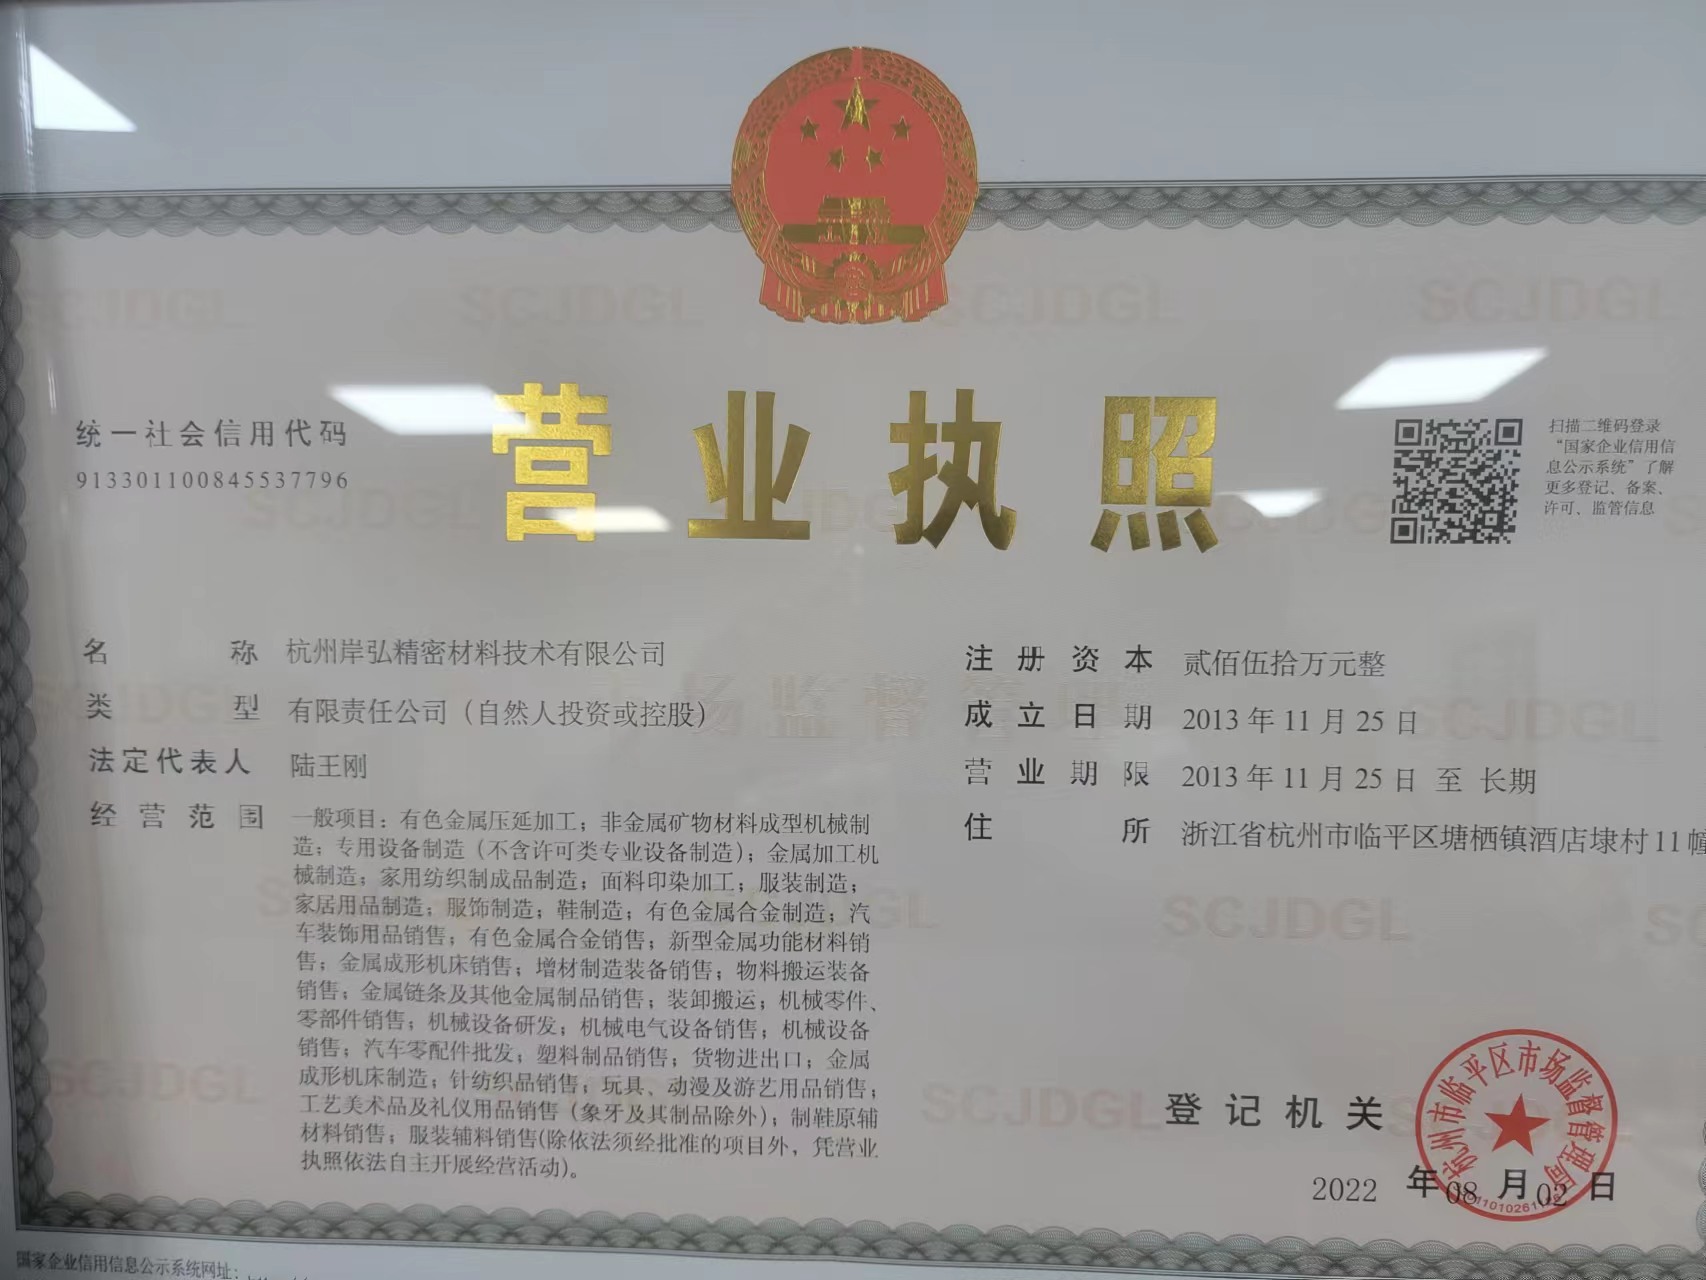 统一社会信用代码
913301100845537796
营业执照
扫描二维码登录
“国家企业信用信
息公示系统”了解
更多登记、备案、
许可、监管信息
名称 杭州岸弘精密材料技术有限公司
类型 有限责任公司（自然人投资或控股）
法定代表人 陆王刚
经营范围 一般项目：有色金属压延加工；非金属矿物材料成型机械制
造；专用设备制造（不含许可类专业设备制造）；金属加工机
械制造；家用纺织制成品制造；面料印染加工；服装制造；
家居用品制造；服饰制造；鞋制造；有色金属合金制造；汽
车装饰用品销售；有色金属合金销售；新型金属功能材料销
售；金属成形机床销售；增材制造装备销售；物料搬运装备
销售；金属链条及其他金属制品销售；装卸搬运；机械零件、
零部件销售；机械设备研发；机械电气设备销售；机械设备
销售；汽车零配件批发；塑料制品销售；货物进出口；金属
成形机床制造；针纺织品销售；玩具、动漫及游艺用品销售；
工艺美术品及礼仪用品销售（象牙及其制品除外）；制鞋原辅
材料销售；服装辅料销售(除依法须经批准的项目外，凭营业
执照依法自主开展经营活动)。
注册资本 贰佰伍拾万元整
成立日期 2013年11月25日
营业期限 2013年11月25日 至 长期
住所 浙江省杭州市临平区塘栖镇酒店埭村11幢
登记机关
杭州市临平区市场监督管理局
2022 年 08 月 02 日
国家企业信用信息公示系统网址：